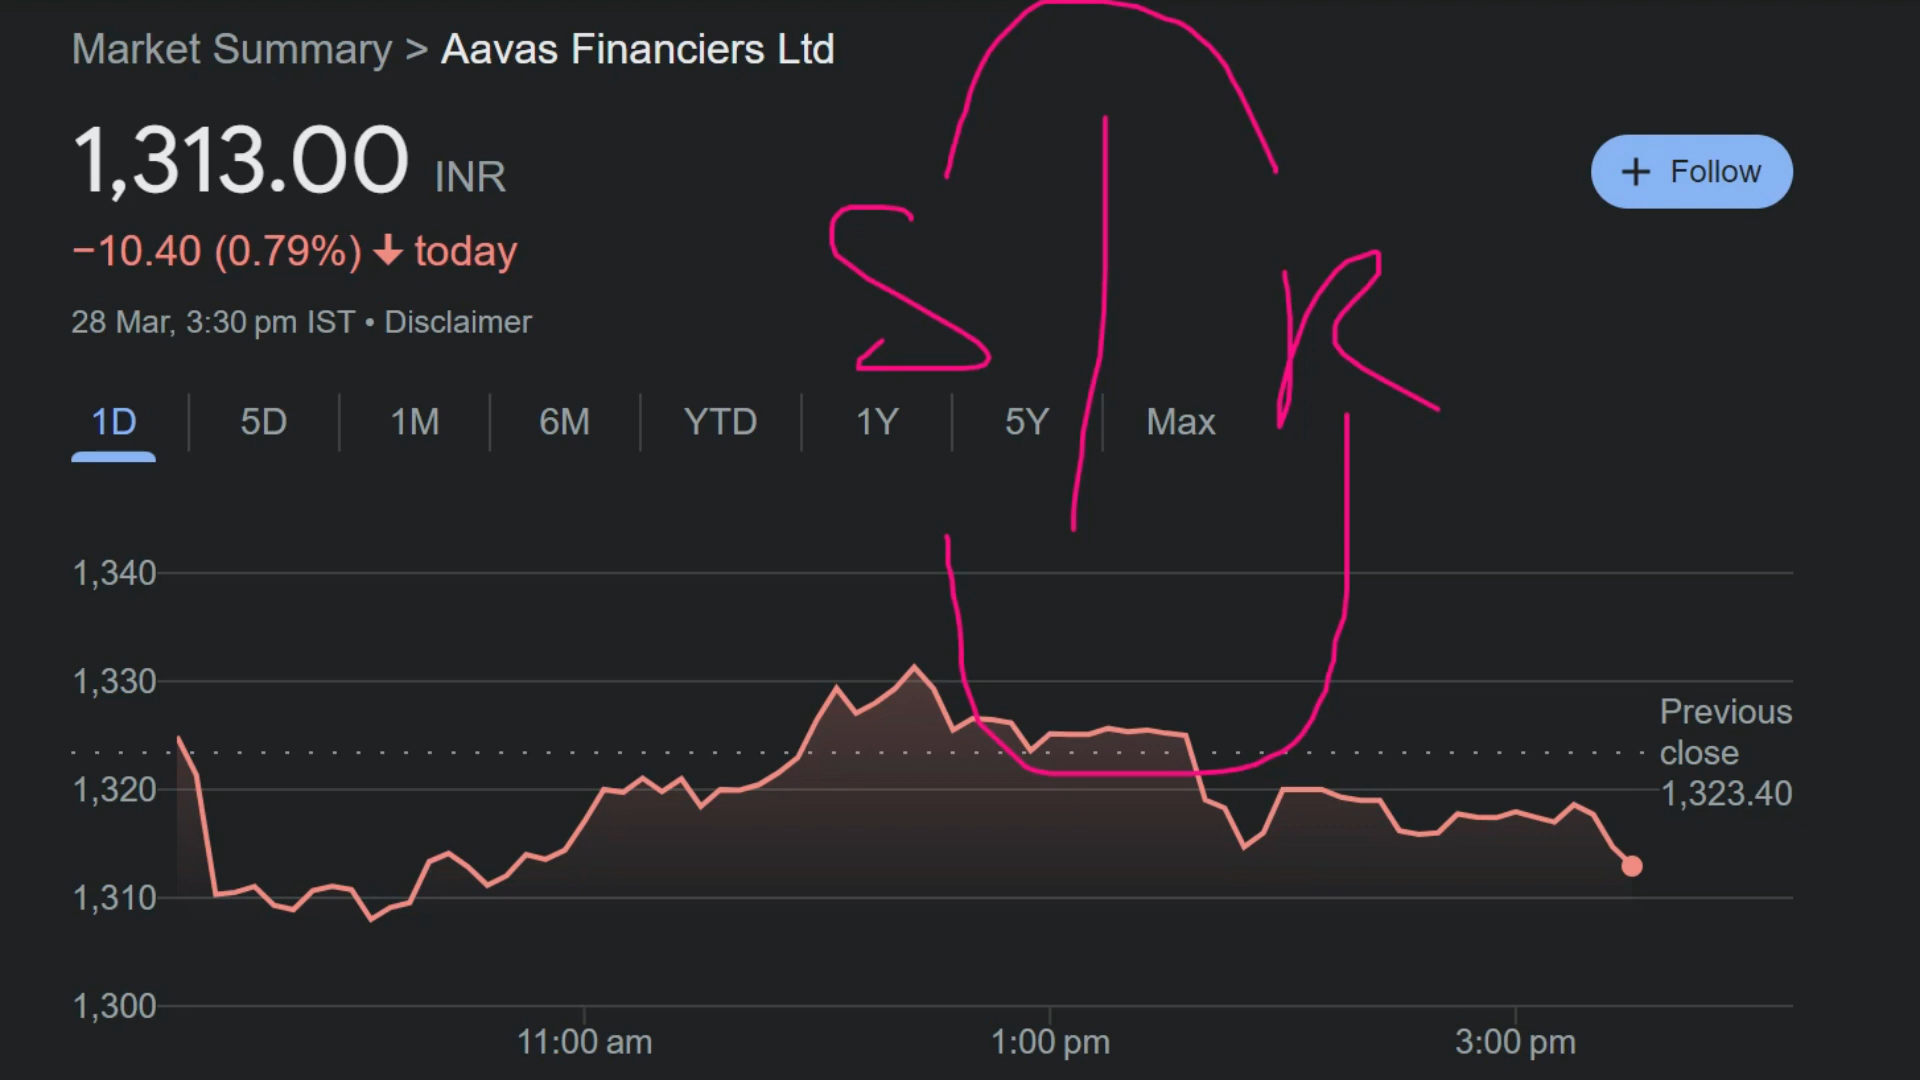 Market Summary > Aavas Financiers Ltd
1,313.00 INR
+ Follow
−10.40 (0.79%) ↓ today
28 Mar, 3:30 pm IST • Disclaimer
S | R
1D 5D 1M 6M YTD 1Y 5Y Max
1,340
1,330
1,320
1,310
1,300
Previous
close
1,323.40
11:00 am 1:00 pm 3:00 pm